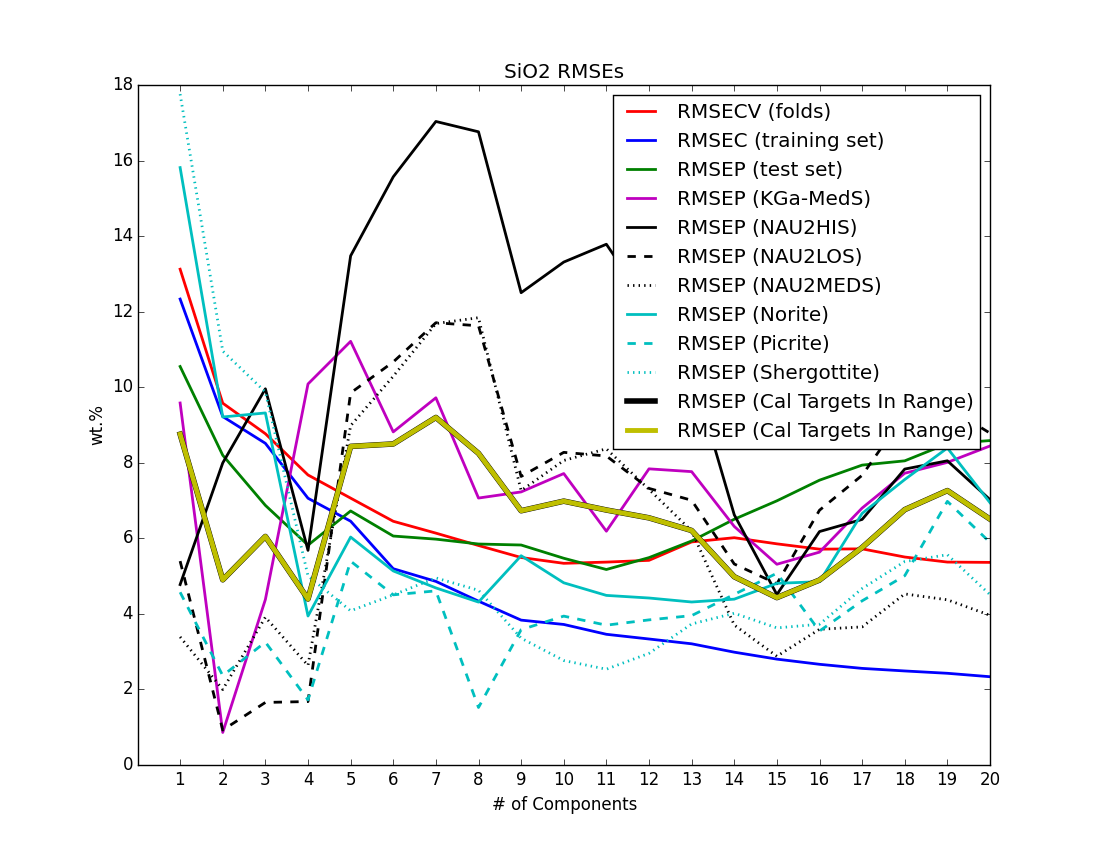 SiO2 RMSEs
18
16
14
12
10
8
6
4
2
0
wt.%
RMSECV (folds)
RMSEC (training set)
RMSEP (test set)
RMSEP (KGa-MedS)
RMSEP (NAU2HIS)
RMSEP (NAU2LOS)
RMSEP (NAU2MEDS)
RMSEP (Norite)
RMSEP (Picrite)
RMSEP (Shergottite)
RMSEP (Cal Targets In Range)
RMSEP (Cal Targets In Range)
1 2 3 4 5 6 7 8 9 10 11 12 13 14 15 16 17 18 19 20
# of Components